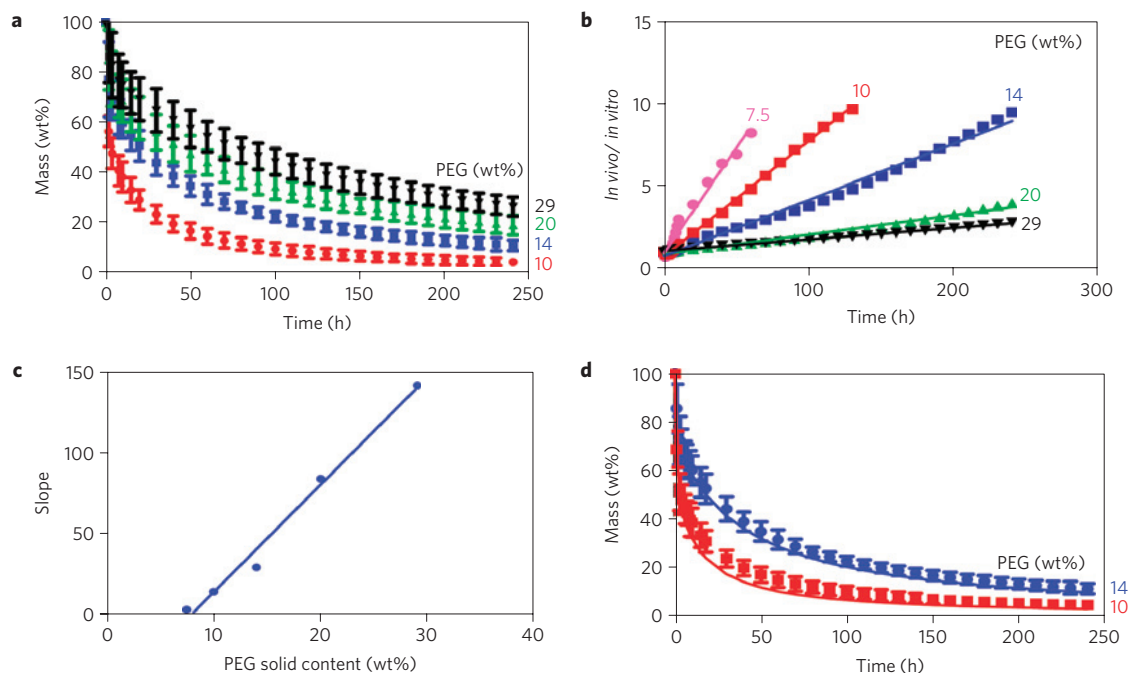 a
100
80
60
40
20
0
Mass (wt%)
PEG (wt%)
29
20
14
10
0 50 100 150 200 250
Time (h)
b
15
10
5
0
In vivo/ in vitro
PEG (wt%)
7.5
10
14
20
29
0 100 200 300
Time (h)
c
150
100
50
0
Slope
0 10 20 30 40
PEG solid content (wt%)
d
100
80
60
40
20
0
Mass (wt%)
PEG (wt%)
14
10
0 50 100 150 200 250
Time (h)